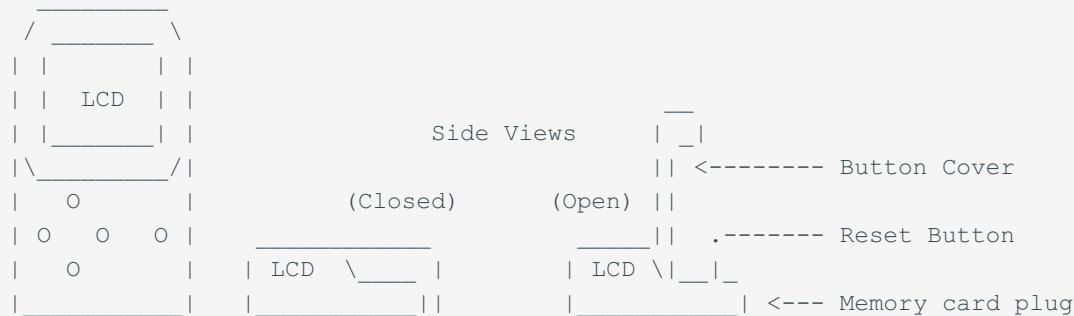 LCD
Side Views
<-------- Button Cover
O (Closed) (Open)
O O O .------- Reset Button
O LCD LCD
<--- Memory card plug